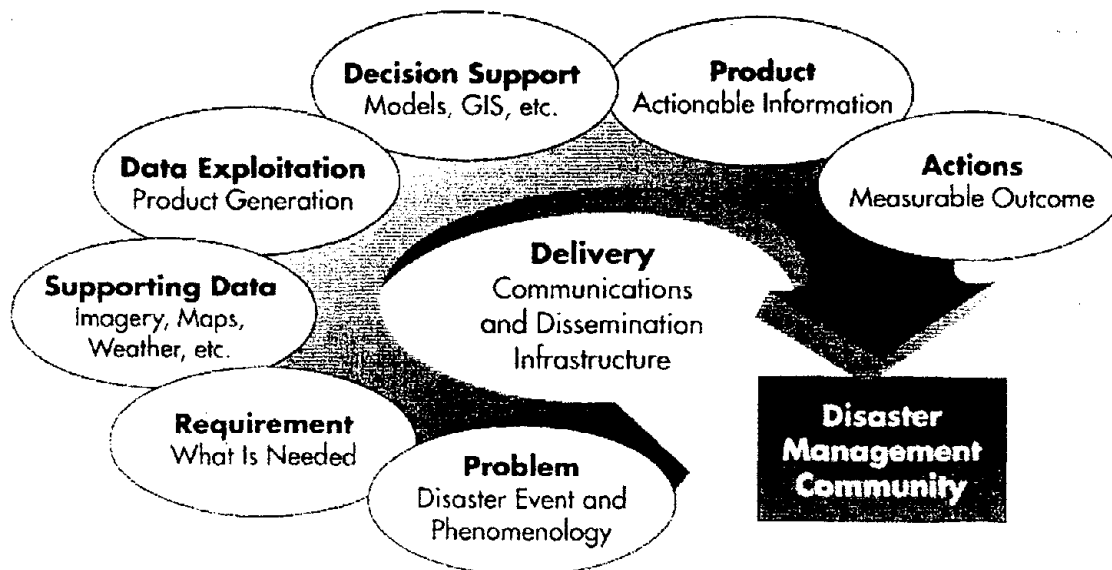 Decision Support
Models, GIS, etc.
Product
Actionable Information
Data Exploitation
Product Generation
Actions
Measurable Outcome
Delivery
Communications
and Dissemination
Infrastructure
Supporting Data
Imagery, Maps,
Weather, etc.
Requirement
What Is Needed
Problem
Disaster Event and
Phenomenology
Disaster
Management
Community